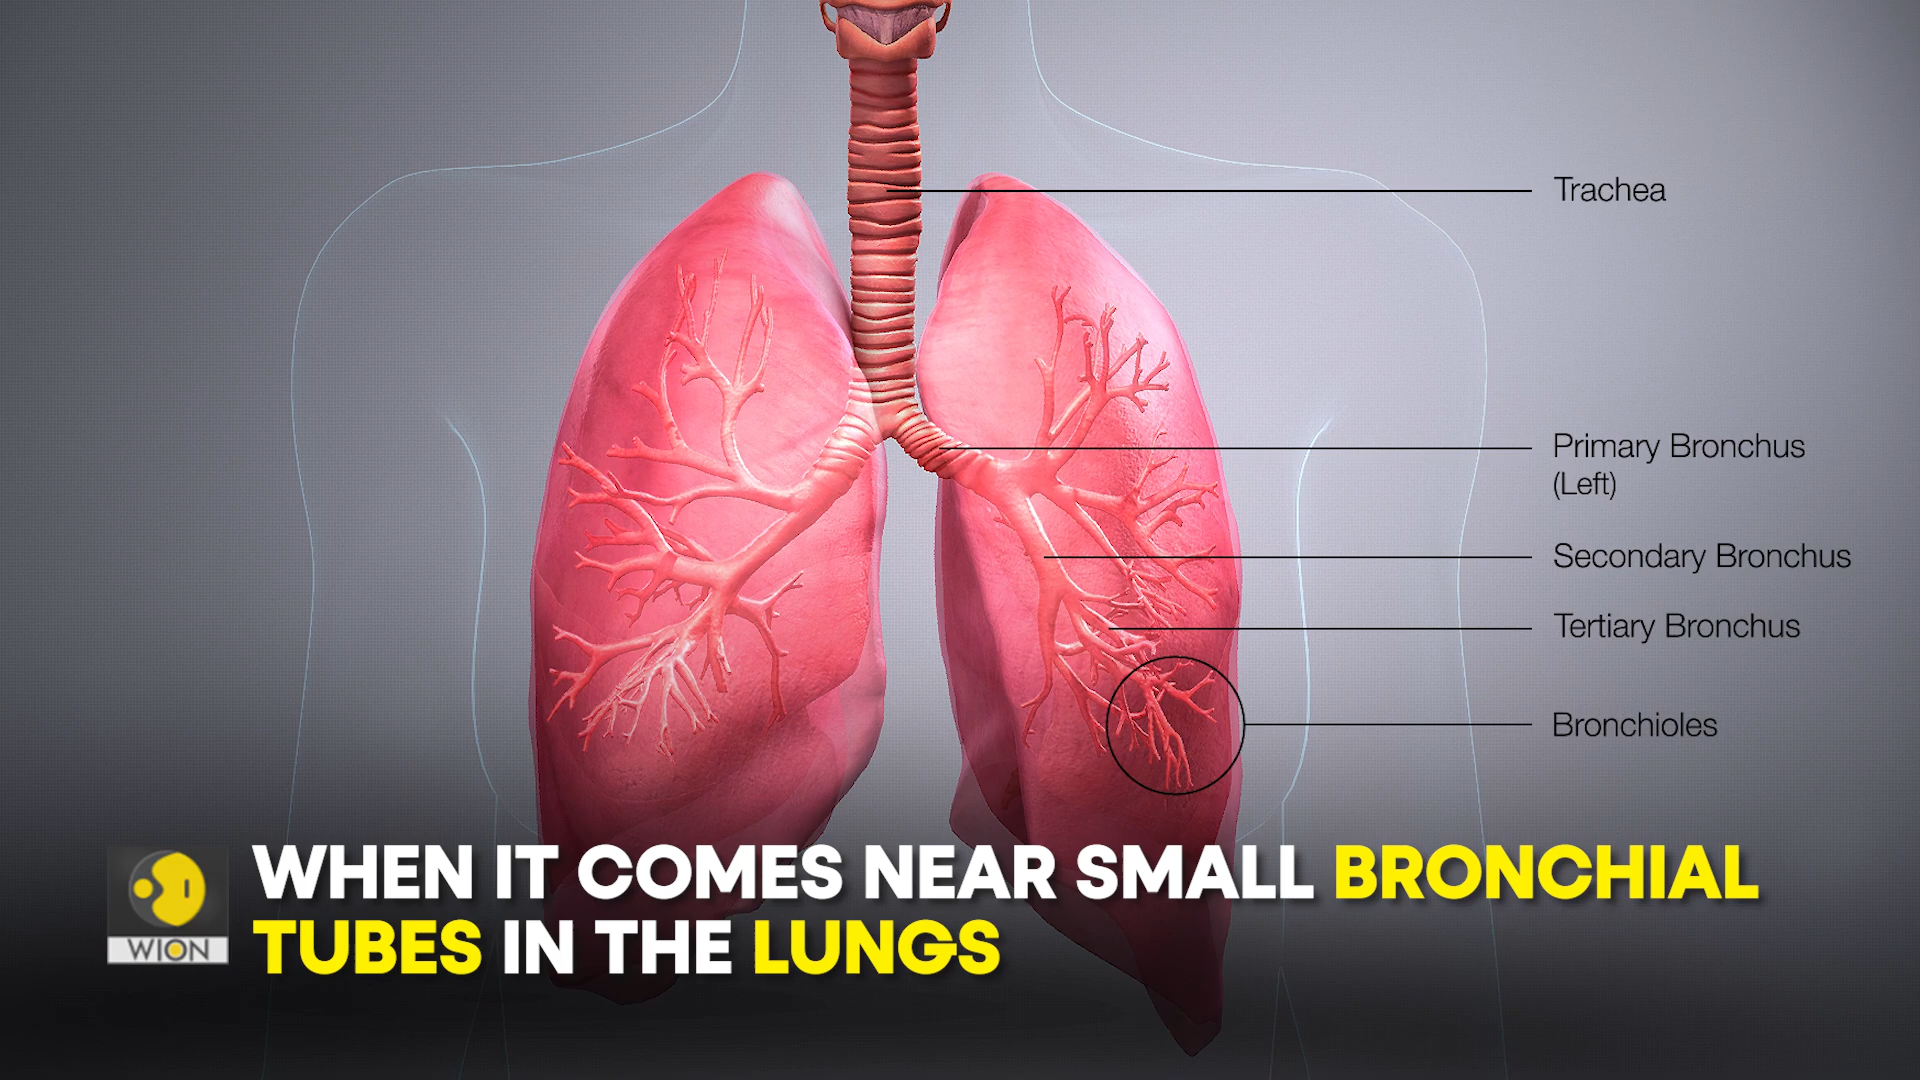 Trachea
Primary Bronchus
(Left)
Secondary Bronchus
Tertiary Bronchus
Bronchioles
WHEN IT COMES NEAR SMALL BRONCHIAL
TUBES IN THE LUNGS
WION